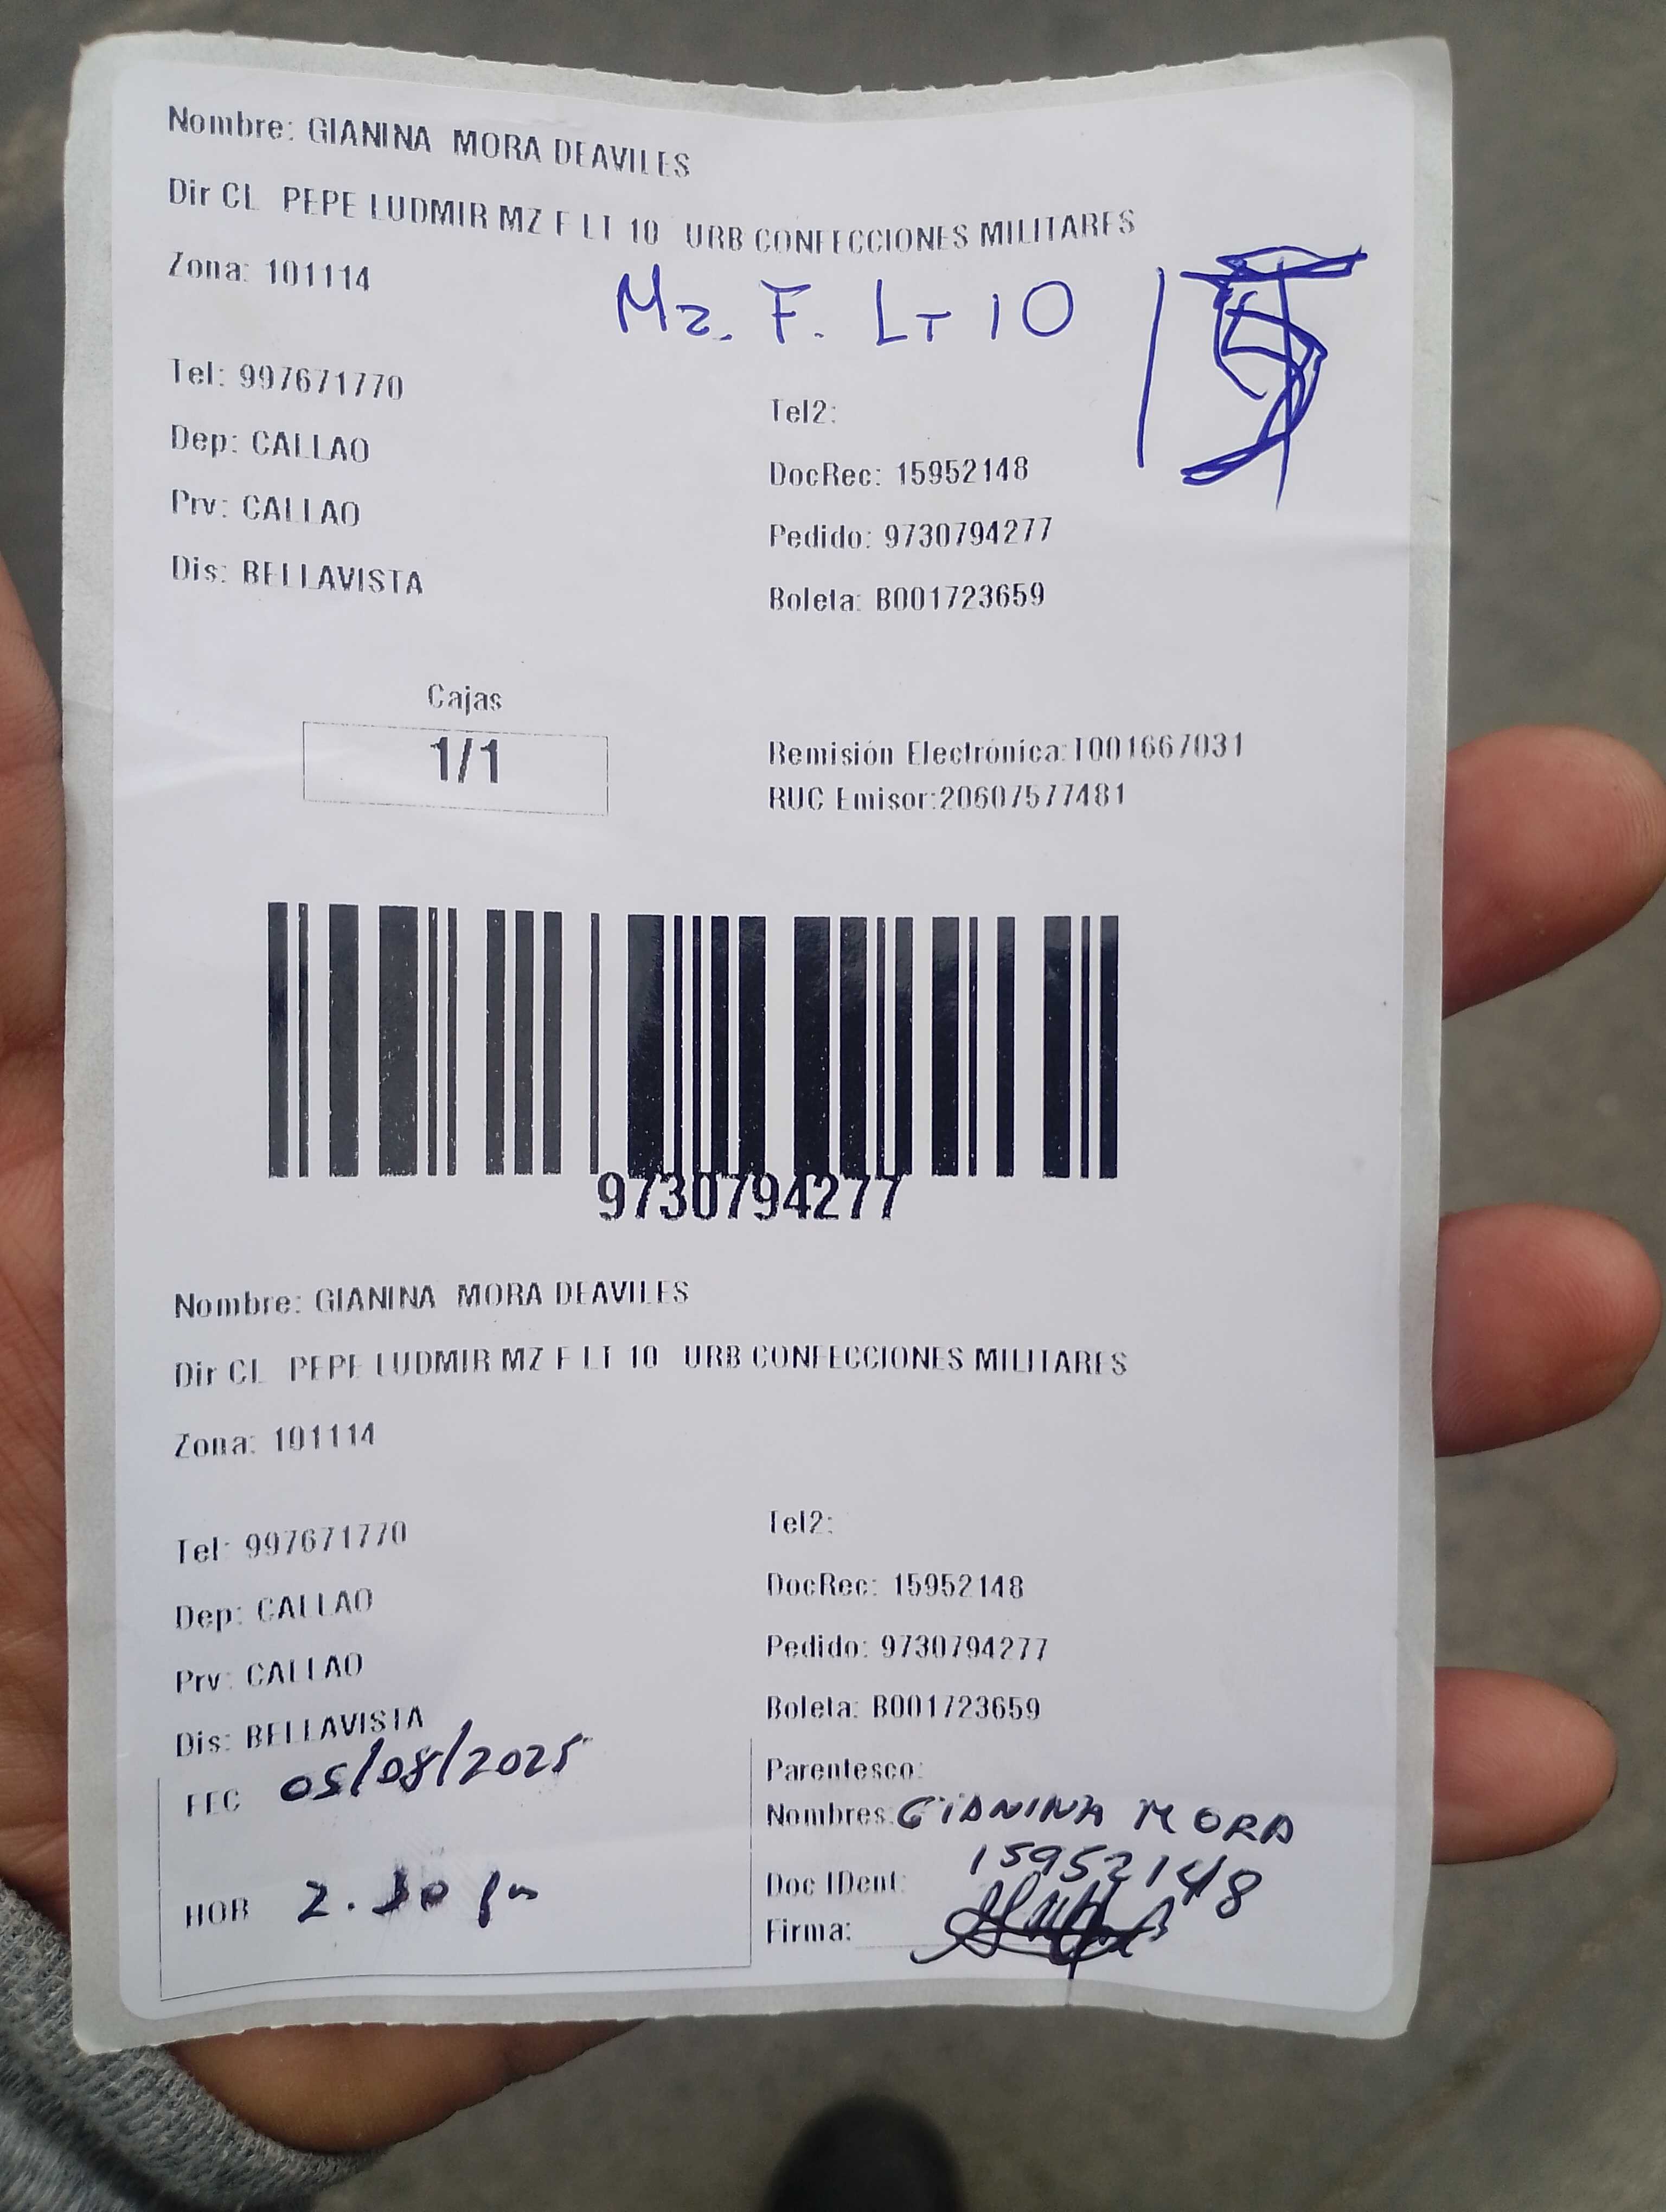 Nombre: GIANINA MORA DEAVILES
Dir CL PEPE LUDMIR MZ F LT 10 URB CONFECCIONES MILITARES
Zona: 101114
Mz. F. LT 10
Tel: 997671770
Tel2:
Dep: CALLAO
DocRec: 15952148
Prv: CALLAO
Pedido: 9730794277
Dis: BELLAVISTA
Boleta: B001723659
Cajas
1/1
Remisión Electrónica:T001667031
RUC Emisor:20607577481
9730794277
Nombre: GIANINA MORA DEAVILES
Dir CL PEPE LUDMIR MZ F LT 10 URB CONFECCIONES MILITARES
Zona: 101114
Tel: 997671770
Tel2:
Dep: CALLAO
DocRec: 15952148
Prv: CALLAO
Pedido: 9730794277
Dis: BELLAVISTA
Boleta: B001723659
FEC 05/08/2025
Parentesco:
Nombres: GIANINA MORA
Doc IDent: 15952148
HOR
Firma: